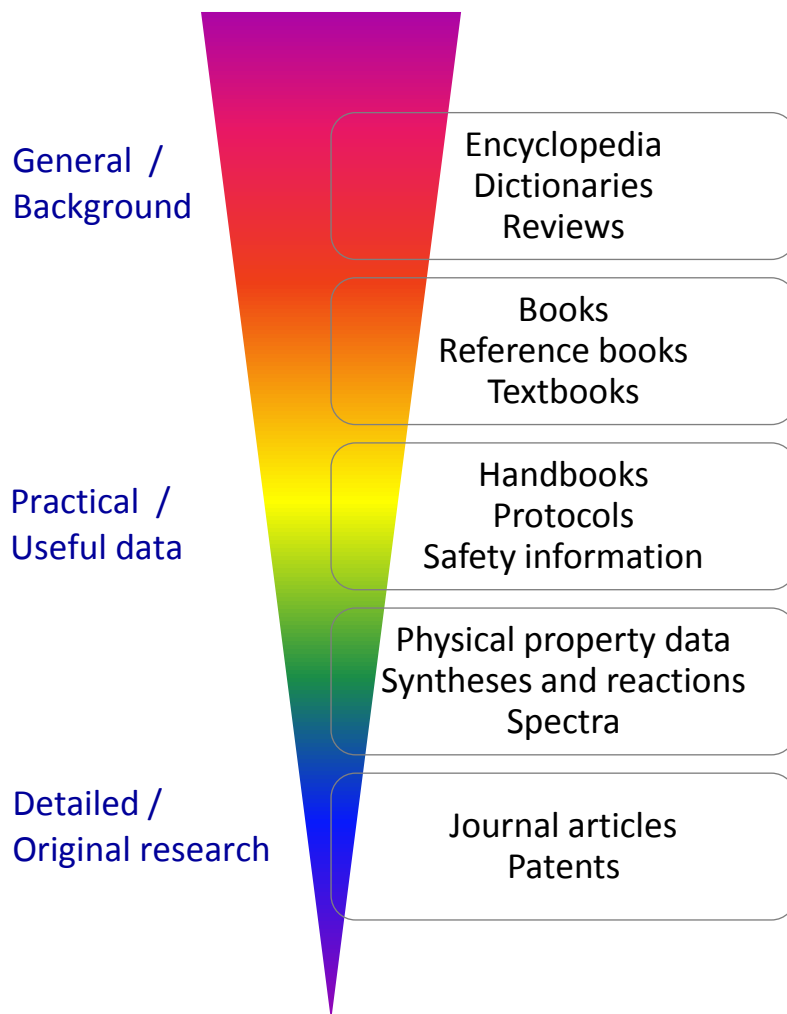 General /
Background
Encyclopedia
Dictionaries
Reviews
Books
Reference books
Textbooks
Practical /
Useful data
Handbooks
Protocols
Safety information
Physical property data
Syntheses and reactions
Spectra
Detailed /
Original research
Journal articles
Patents